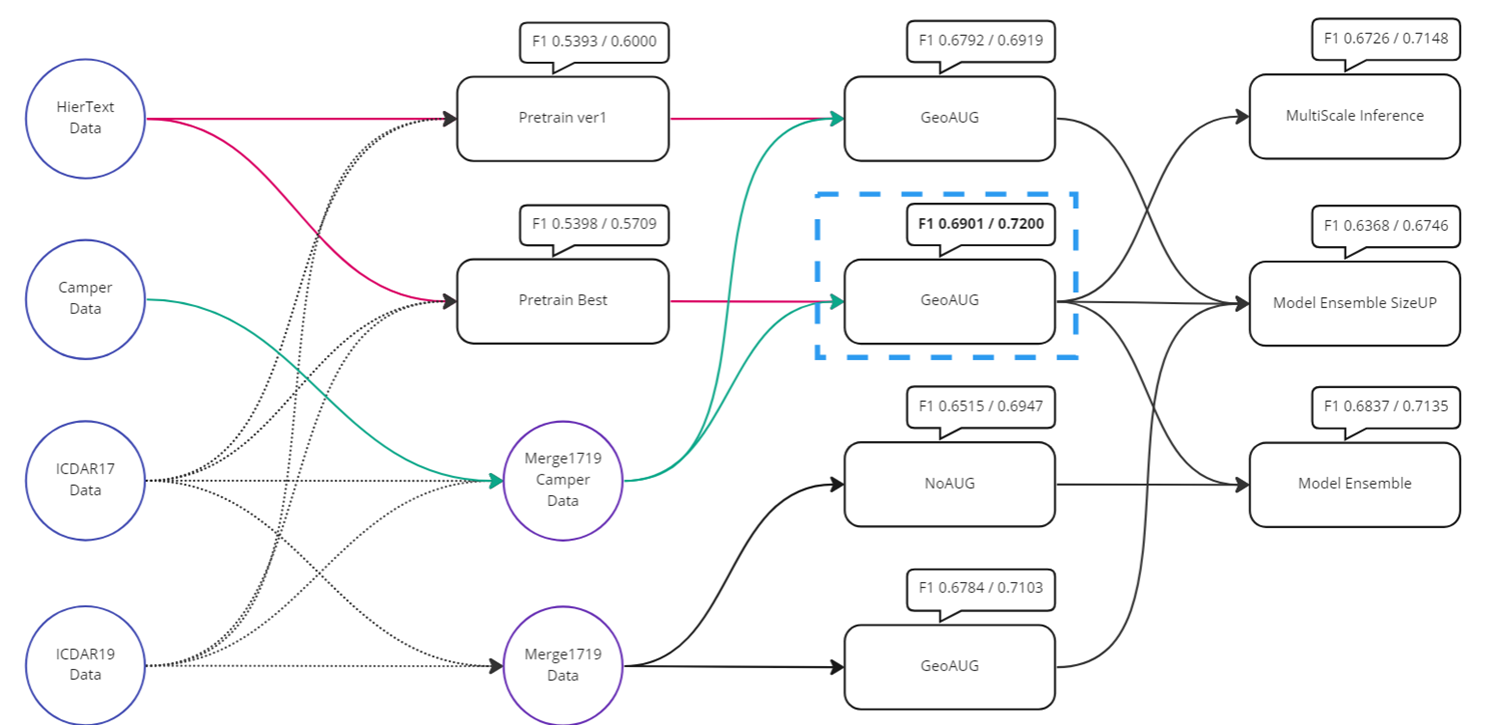 F1 0.5393 / 0.6000
F1 0.6792 / 0.6919
F1 0.6726 / 0.7148
HierText
Data
Pretrain ver1
GeoAUG
MultiScale Inference
F1 0.5398 / 0.5709
F1 0.6901 / 0.7200
F1 0.6368 / 0.6746
Camper
Data
Pretrain Best
GeoAUG
Model Ensemble SizeUP
F1 0.6515 / 0.6947
F1 0.6837 / 0.7135
ICDAR17
Data
Merge1719
Camper
Data
NoAUG
Model Ensemble
F1 0.6784 / 0.7103
ICDAR19
Data
Merge1719
Data
GeoAUG